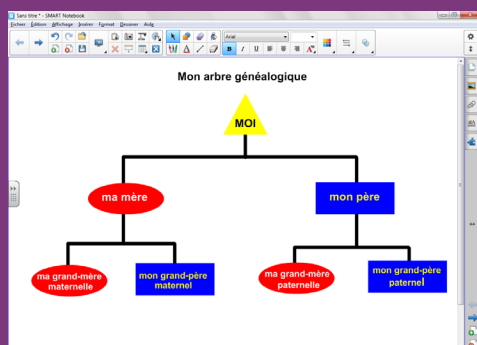 Sans titre * - SMART Notebook
Fichier Edition Affichage Insérer Format Dessiner Aide
Arial
B I U
Mon arbre généalogique
MOI
ma mère
mon père
ma grand-mère
maternelle
mon grand-père
maternel
ma grand-mère
paternelle
mon grand-père
paternel